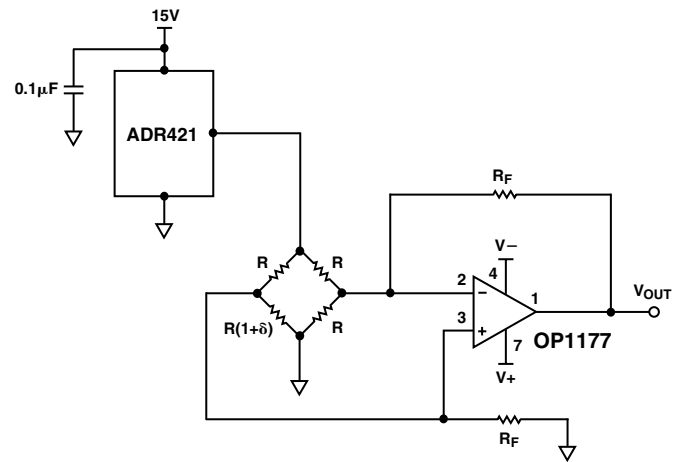 15V
0.1μF
ADR421
R_F
R
R
R(1+δ)
R
V−
4
2
−
1
V_OUT
3
+
7
OP1177
V+
R_F